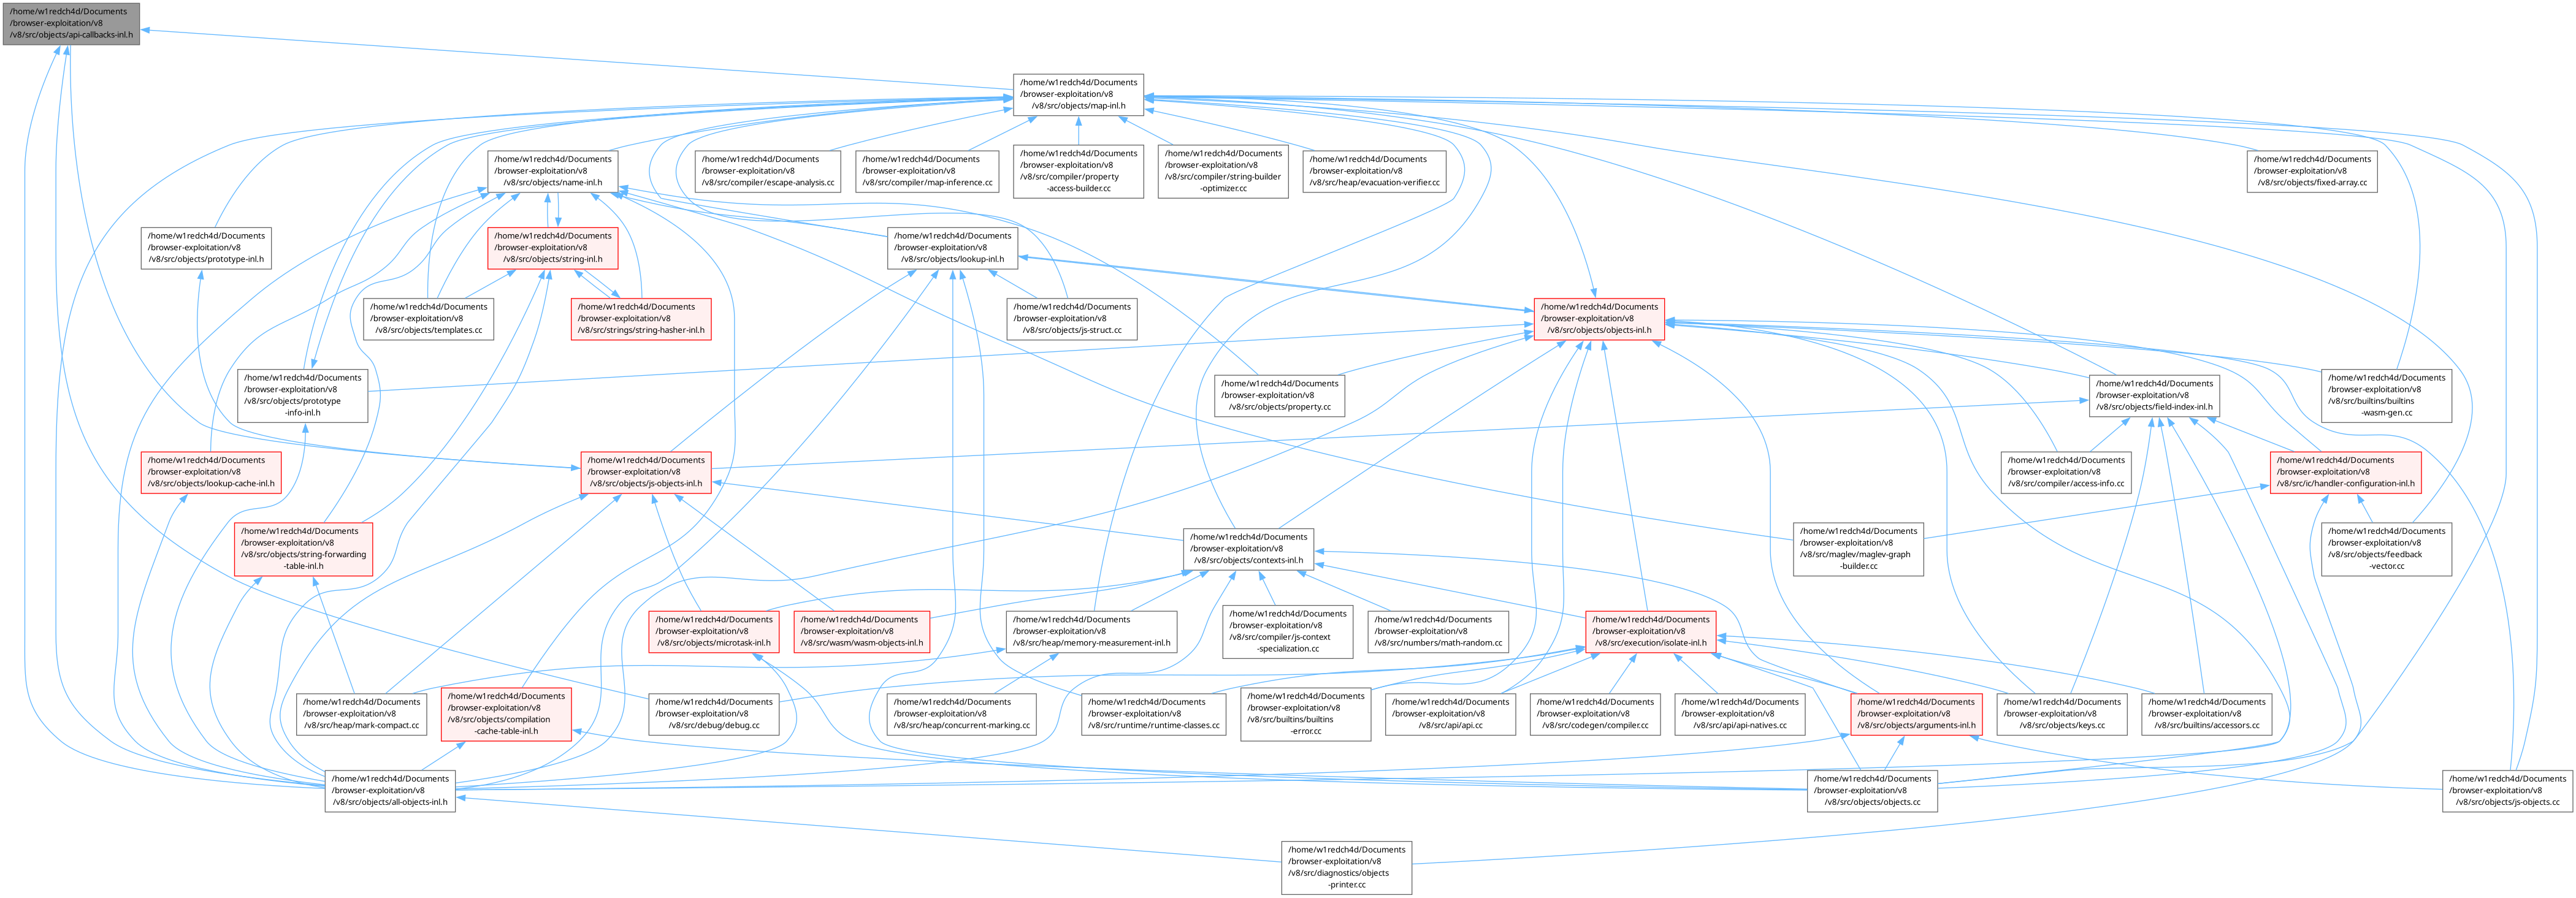 /home/w1redch4d/Documents
/browser-exploitation/v8
/v8/src/objects/api-callbacks-inl.h
/home/w1redch4d/Documents
/browser-exploitation/v8
/v8/src/objects/map-inl.h
/home/w1redch4d/Documents
/browser-exploitation/v8
/v8/src/objects/name-inl.h
/home/w1redch4d/Documents
/browser-exploitation/v8
/v8/src/compiler/escape-analysis.cc
/home/w1redch4d/Documents
/browser-exploitation/v8
/v8/src/compiler/map-inference.cc
/home/w1redch4d/Documents
/browser-exploitation/v8
/v8/src/compiler/property
-access-builder.cc
/home/w1redch4d/Documents
/browser-exploitation/v8
/v8/src/compiler/string-builder
-optimizer.cc
/home/w1redch4d/Documents
/browser-exploitation/v8
/v8/src/heap/evacuation-verifier.cc
/home/w1redch4d/Documents
/browser-exploitation/v8
/v8/src/objects/fixed-array.cc
/home/w1redch4d/Documents
/browser-exploitation/v8
/v8/src/objects/prototype-inl.h
/home/w1redch4d/Documents
/browser-exploitation/v8
/v8/src/objects/string-inl.h
/home/w1redch4d/Documents
/browser-exploitation/v8
/v8/src/objects/lookup-inl.h
/home/w1redch4d/Documents
/browser-exploitation/v8
/v8/src/objects/templates.cc
/home/w1redch4d/Documents
/browser-exploitation/v8
/v8/src/strings/string-hasher-inl.h
/home/w1redch4d/Documents
/browser-exploitation/v8
/v8/src/objects/js-struct.cc
/home/w1redch4d/Documents
/browser-exploitation/v8
/v8/src/objects/objects-inl.h
/home/w1redch4d/Documents
/browser-exploitation/v8
/v8/src/objects/prototype
-info-inl.h
/home/w1redch4d/Documents
/browser-exploitation/v8
/v8/src/objects/property.cc
/home/w1redch4d/Documents
/browser-exploitation/v8
/v8/src/objects/field-index-inl.h
/home/w1redch4d/Documents
/browser-exploitation/v8
/v8/src/builtins/builtins
-wasm-gen.cc
/home/w1redch4d/Documents
/browser-exploitation/v8
/v8/src/objects/lookup-cache-inl.h
/home/w1redch4d/Documents
/browser-exploitation/v8
/v8/src/objects/js-objects-inl.h
/home/w1redch4d/Documents
/browser-exploitation/v8
/v8/src/compiler/access-info.cc
/home/w1redch4d/Documents
/browser-exploitation/v8
/v8/src/ic/handler-configuration-inl.h
/home/w1redch4d/Documents
/browser-exploitation/v8
/v8/src/objects/string-forwarding
-table-inl.h
/home/w1redch4d/Documents
/browser-exploitation/v8
/v8/src/objects/contexts-inl.h
/home/w1redch4d/Documents
/browser-exploitation/v8
/v8/src/maglev/maglev-graph
-builder.cc
/home/w1redch4d/Documents
/browser-exploitation/v8
/v8/src/objects/feedback
-vector.cc
/home/w1redch4d/Documents
/browser-exploitation/v8
/v8/src/objects/microtask-inl.h
/home/w1redch4d/Documents
/browser-exploitation/v8
/v8/src/wasm/wasm-objects-inl.h
/home/w1redch4d/Documents
/browser-exploitation/v8
/v8/src/heap/memory-measurement-inl.h
/home/w1redch4d/Documents
/browser-exploitation/v8
/v8/src/compiler/js-context
-specialization.cc
/home/w1redch4d/Documents
/browser-exploitation/v8
/v8/src/numbers/math-random.cc
/home/w1redch4d/Documents
/browser-exploitation/v8
/v8/src/execution/isolate-inl.h
/home/w1redch4d/Documents
/browser-exploitation/v8
/v8/src/heap/mark-compact.cc
/home/w1redch4d/Documents
/browser-exploitation/v8
/v8/src/objects/compilation
-cache-table-inl.h
/home/w1redch4d/Documents
/browser-exploitation/v8
/v8/src/debug/debug.cc
/home/w1redch4d/Documents
/browser-exploitation/v8
/v8/src/heap/concurrent-marking.cc
/home/w1redch4d/Documents
/browser-exploitation/v8
/v8/src/runtime/runtime-classes.cc
/home/w1redch4d/Documents
/browser-exploitation/v8
/v8/src/builtins/builtins
-error.cc
/home/w1redch4d/Documents
/browser-exploitation/v8
/v8/src/api/api.cc
/home/w1redch4d/Documents
/browser-exploitation/v8
/v8/src/codegen/compiler.cc
/home/w1redch4d/Documents
/browser-exploitation/v8
/v8/src/api/api-natives.cc
/home/w1redch4d/Documents
/browser-exploitation/v8
/v8/src/objects/arguments-inl.h
/home/w1redch4d/Documents
/browser-exploitation/v8
/v8/src/objects/keys.cc
/home/w1redch4d/Documents
/browser-exploitation/v8
/v8/src/builtins/accessors.cc
/home/w1redch4d/Documents
/browser-exploitation/v8
/v8/src/objects/all-objects-inl.h
/home/w1redch4d/Documents
/browser-exploitation/v8
/v8/src/objects/objects.cc
/home/w1redch4d/Documents
/browser-exploitation/v8
/v8/src/objects/js-objects.cc
/home/w1redch4d/Documents
/browser-exploitation/v8
/v8/src/diagnostics/objects
-printer.cc